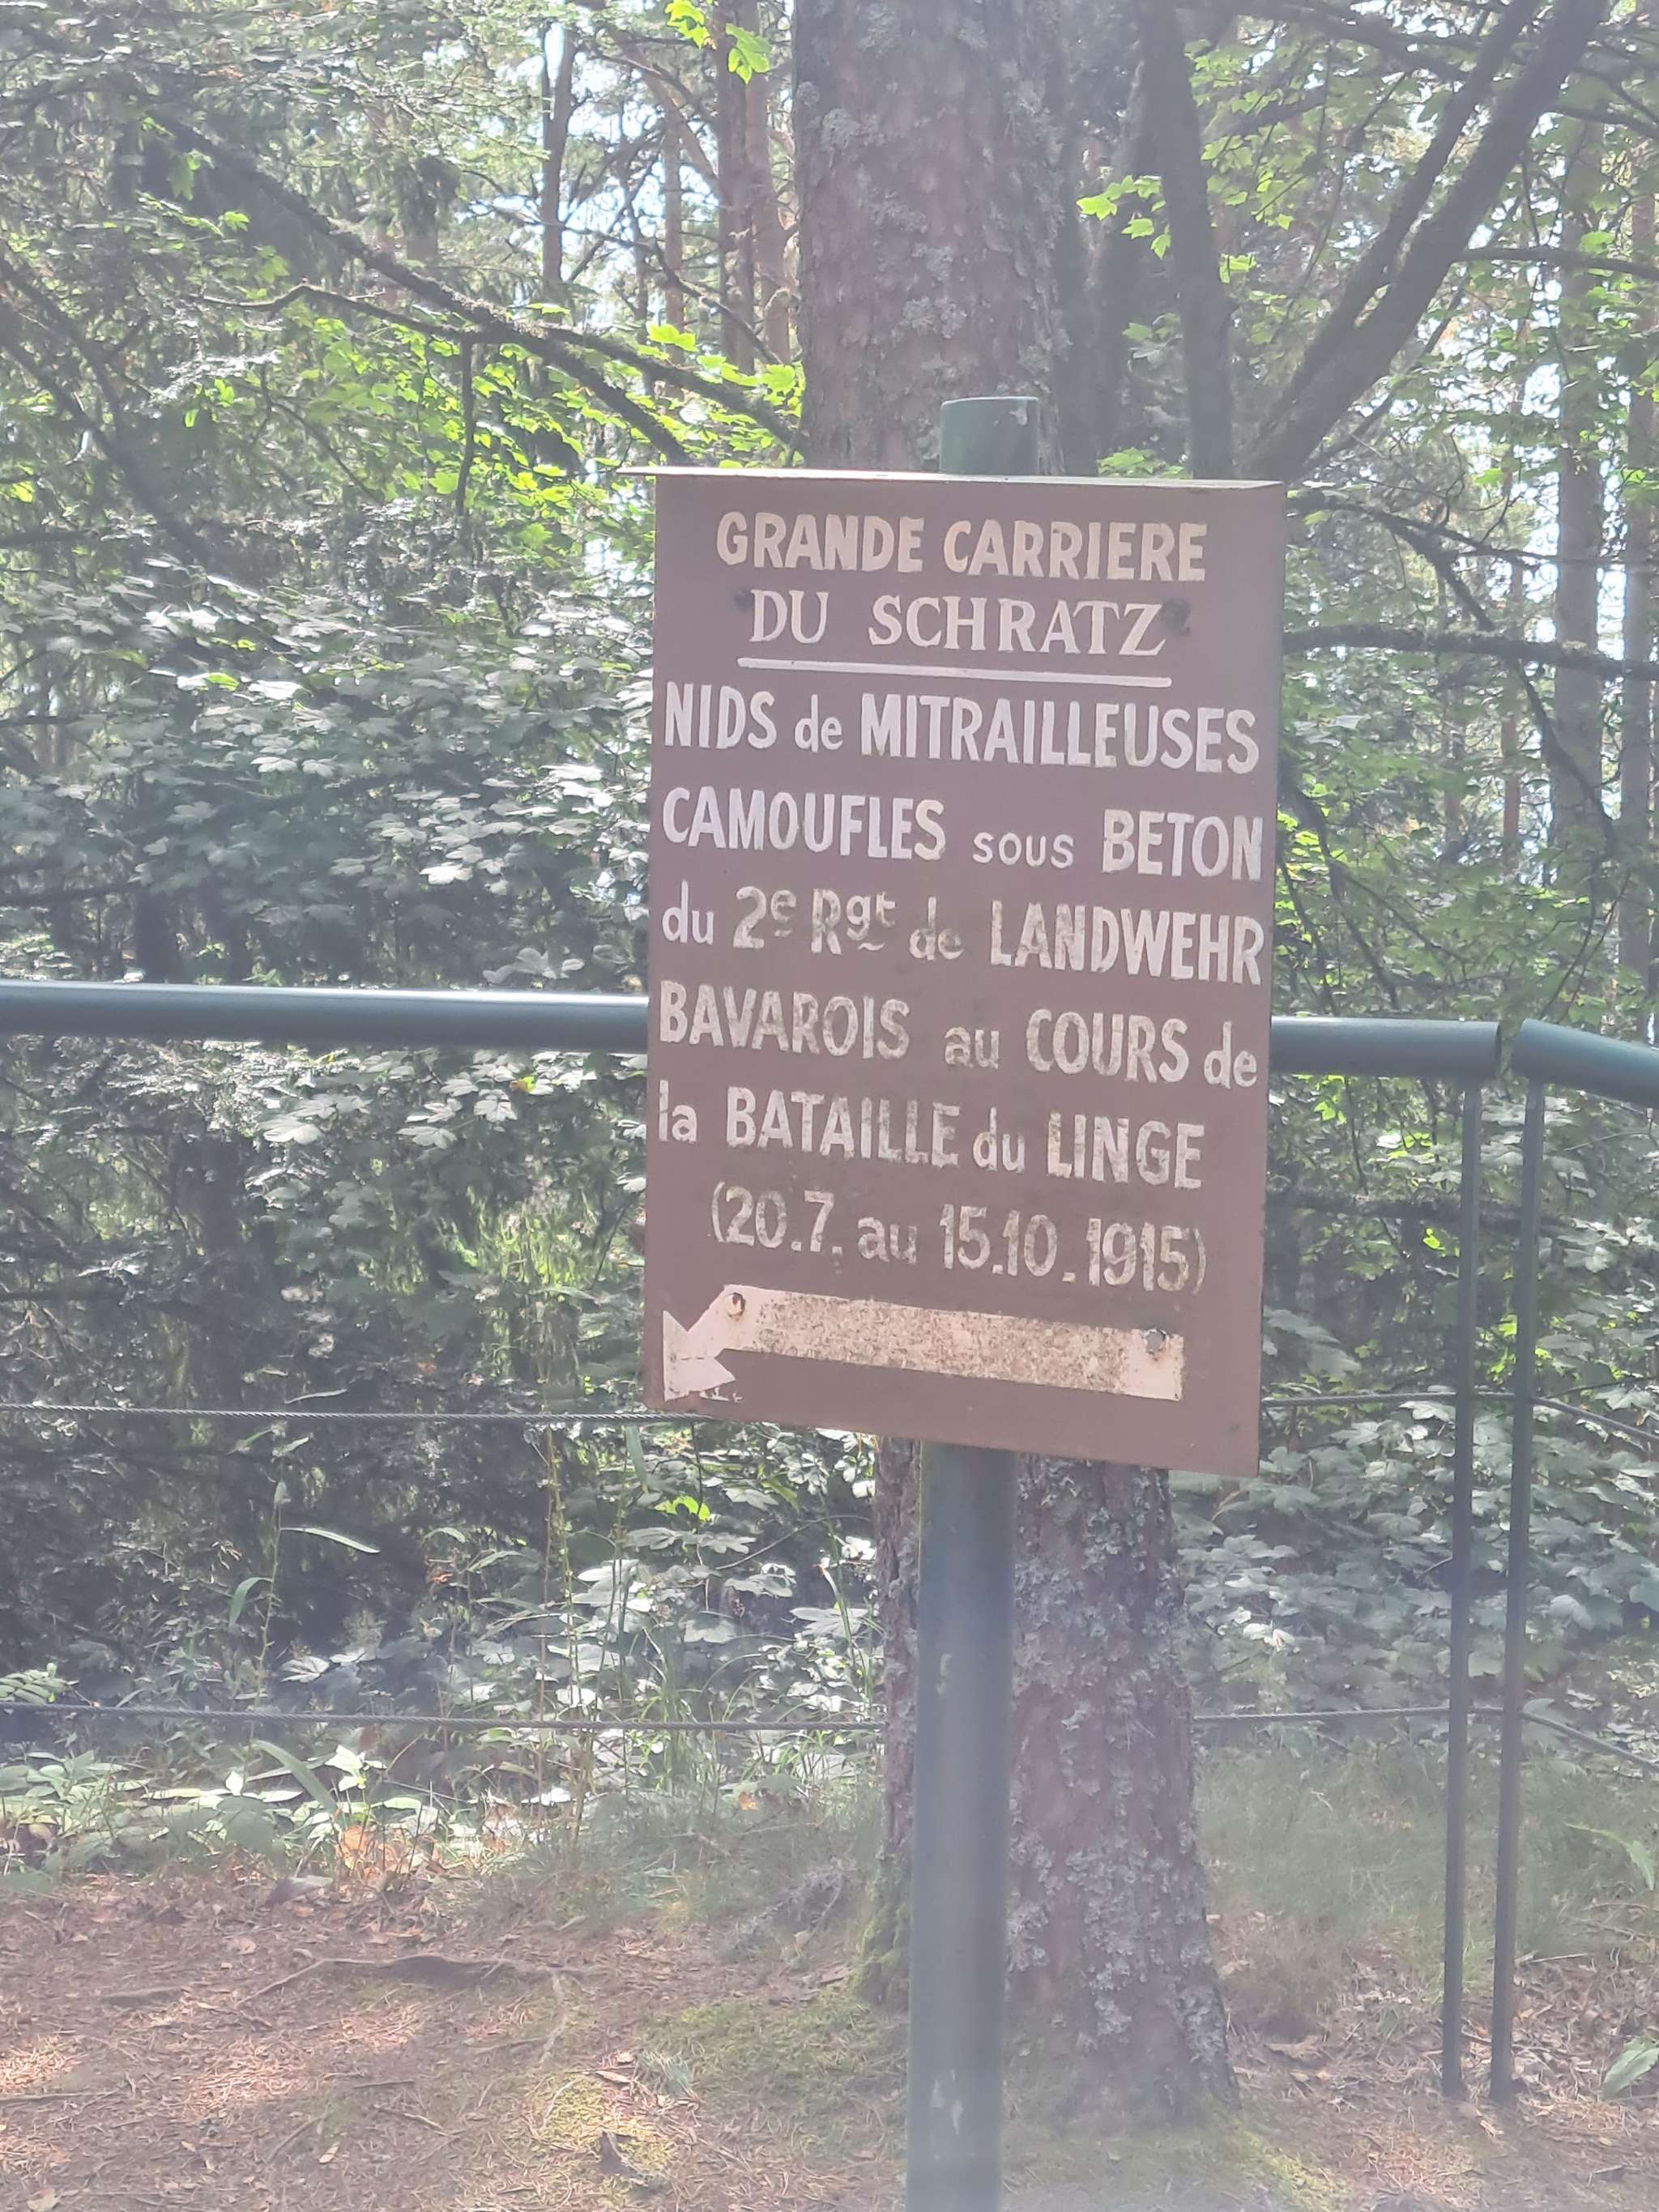 GRANDE CARRIERE
DU SCHRATZ
NIDS de MITRAILLEUSES
CAMOUFLES sous BETON
du 2e Rgt de LANDWEHR
BAVAROIS au COURS de
la BATAILLE du LINGE
(20.7. au 15.10.1915)